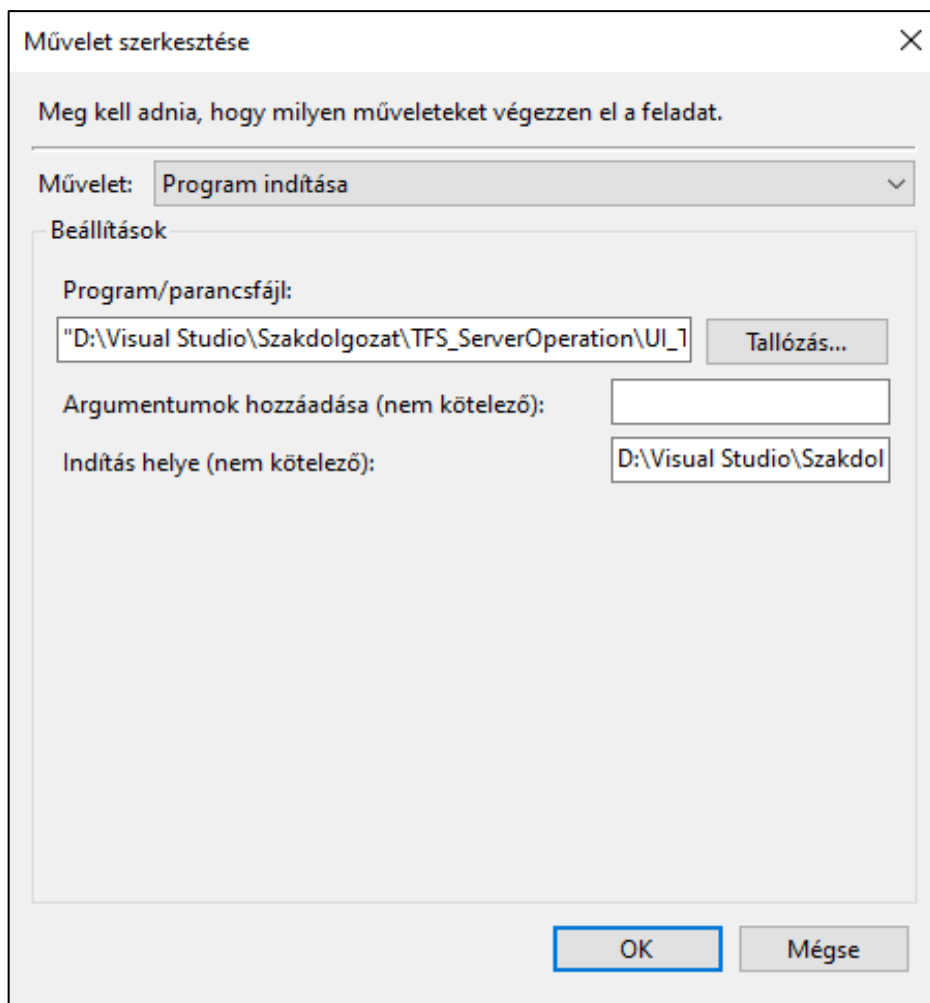 Művelet szerkesztése
Meg kell adnia, hogy milyen műveleteket végezzen el a feladat.
Művelet: Program indítása
Beállítások
Program/parancsfájl:
"D:\Visual Studio\Szakdolgozat\TFS_ServerOperation\UI_T Tallózás...
Argumentumok hozzáadása (nem kötelező):
Indítás helye (nem kötelező): D:\Visual Studio\Szakdol
OK Mégse